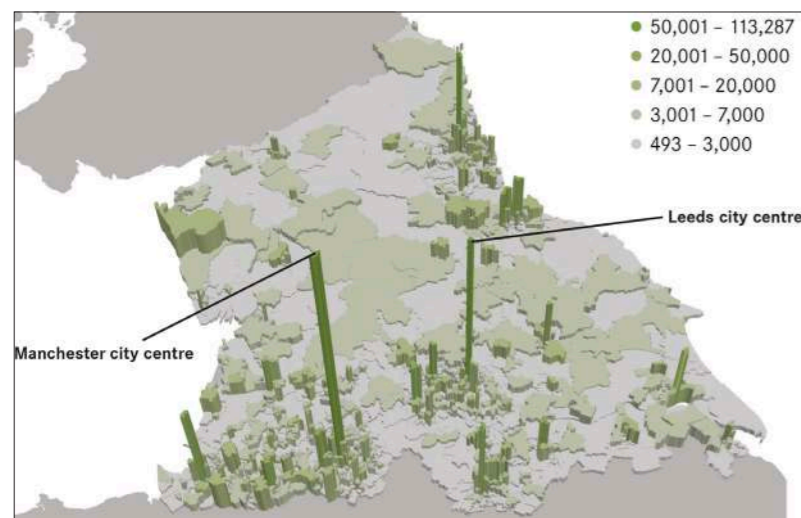 50,001 – 113,287
20,001 – 50,000
7,001 – 20,000
3,001 – 7,000
493 – 3,000
Leeds city centre
Manchester city centre